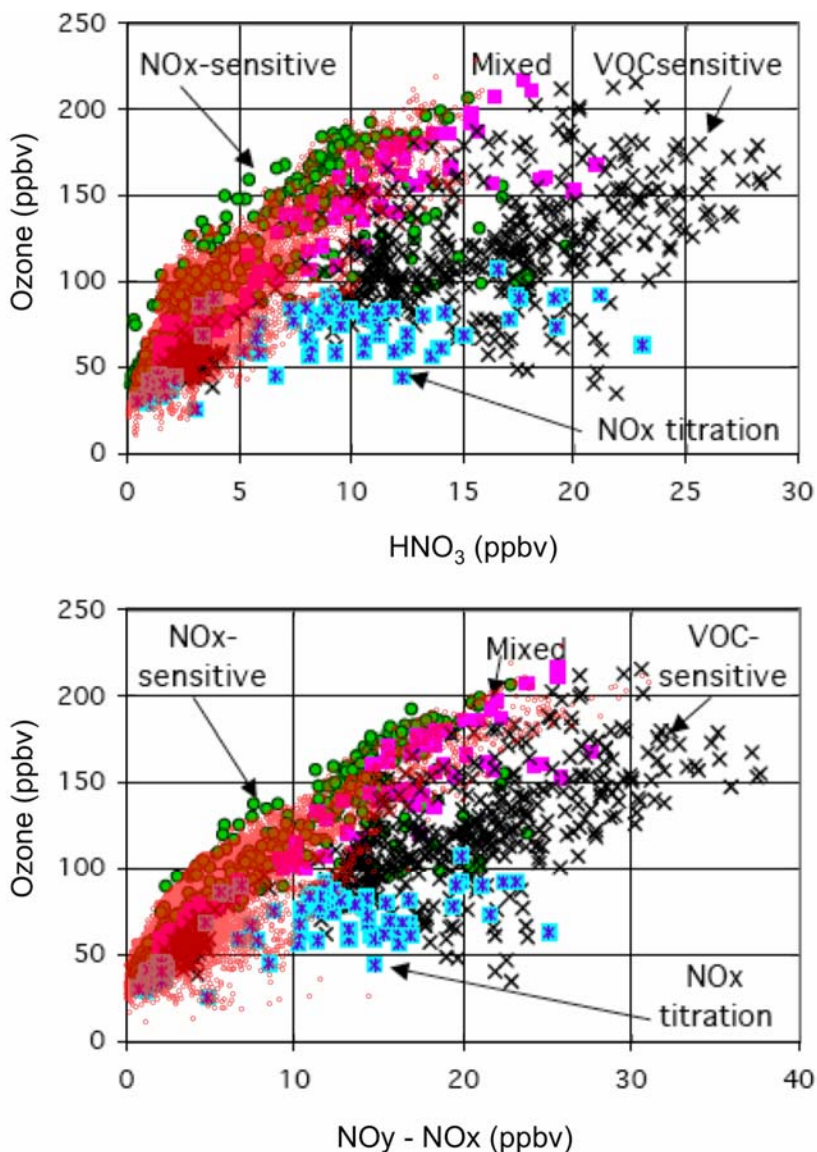 250
200
150
100
50
0
Ozone (ppbv)
NOx-sensitive
Mixed
VOCsensitive
NOx titration
0 5 10 15 20 25 30
HNO₃ (ppbv)
250
200
150
100
50
0
Ozone (ppbv)
NOx-
sensitive
Mixed
VOC-
sensitive
NOx
titration
0 10 20 30 40
NOy - NOx (ppbv)